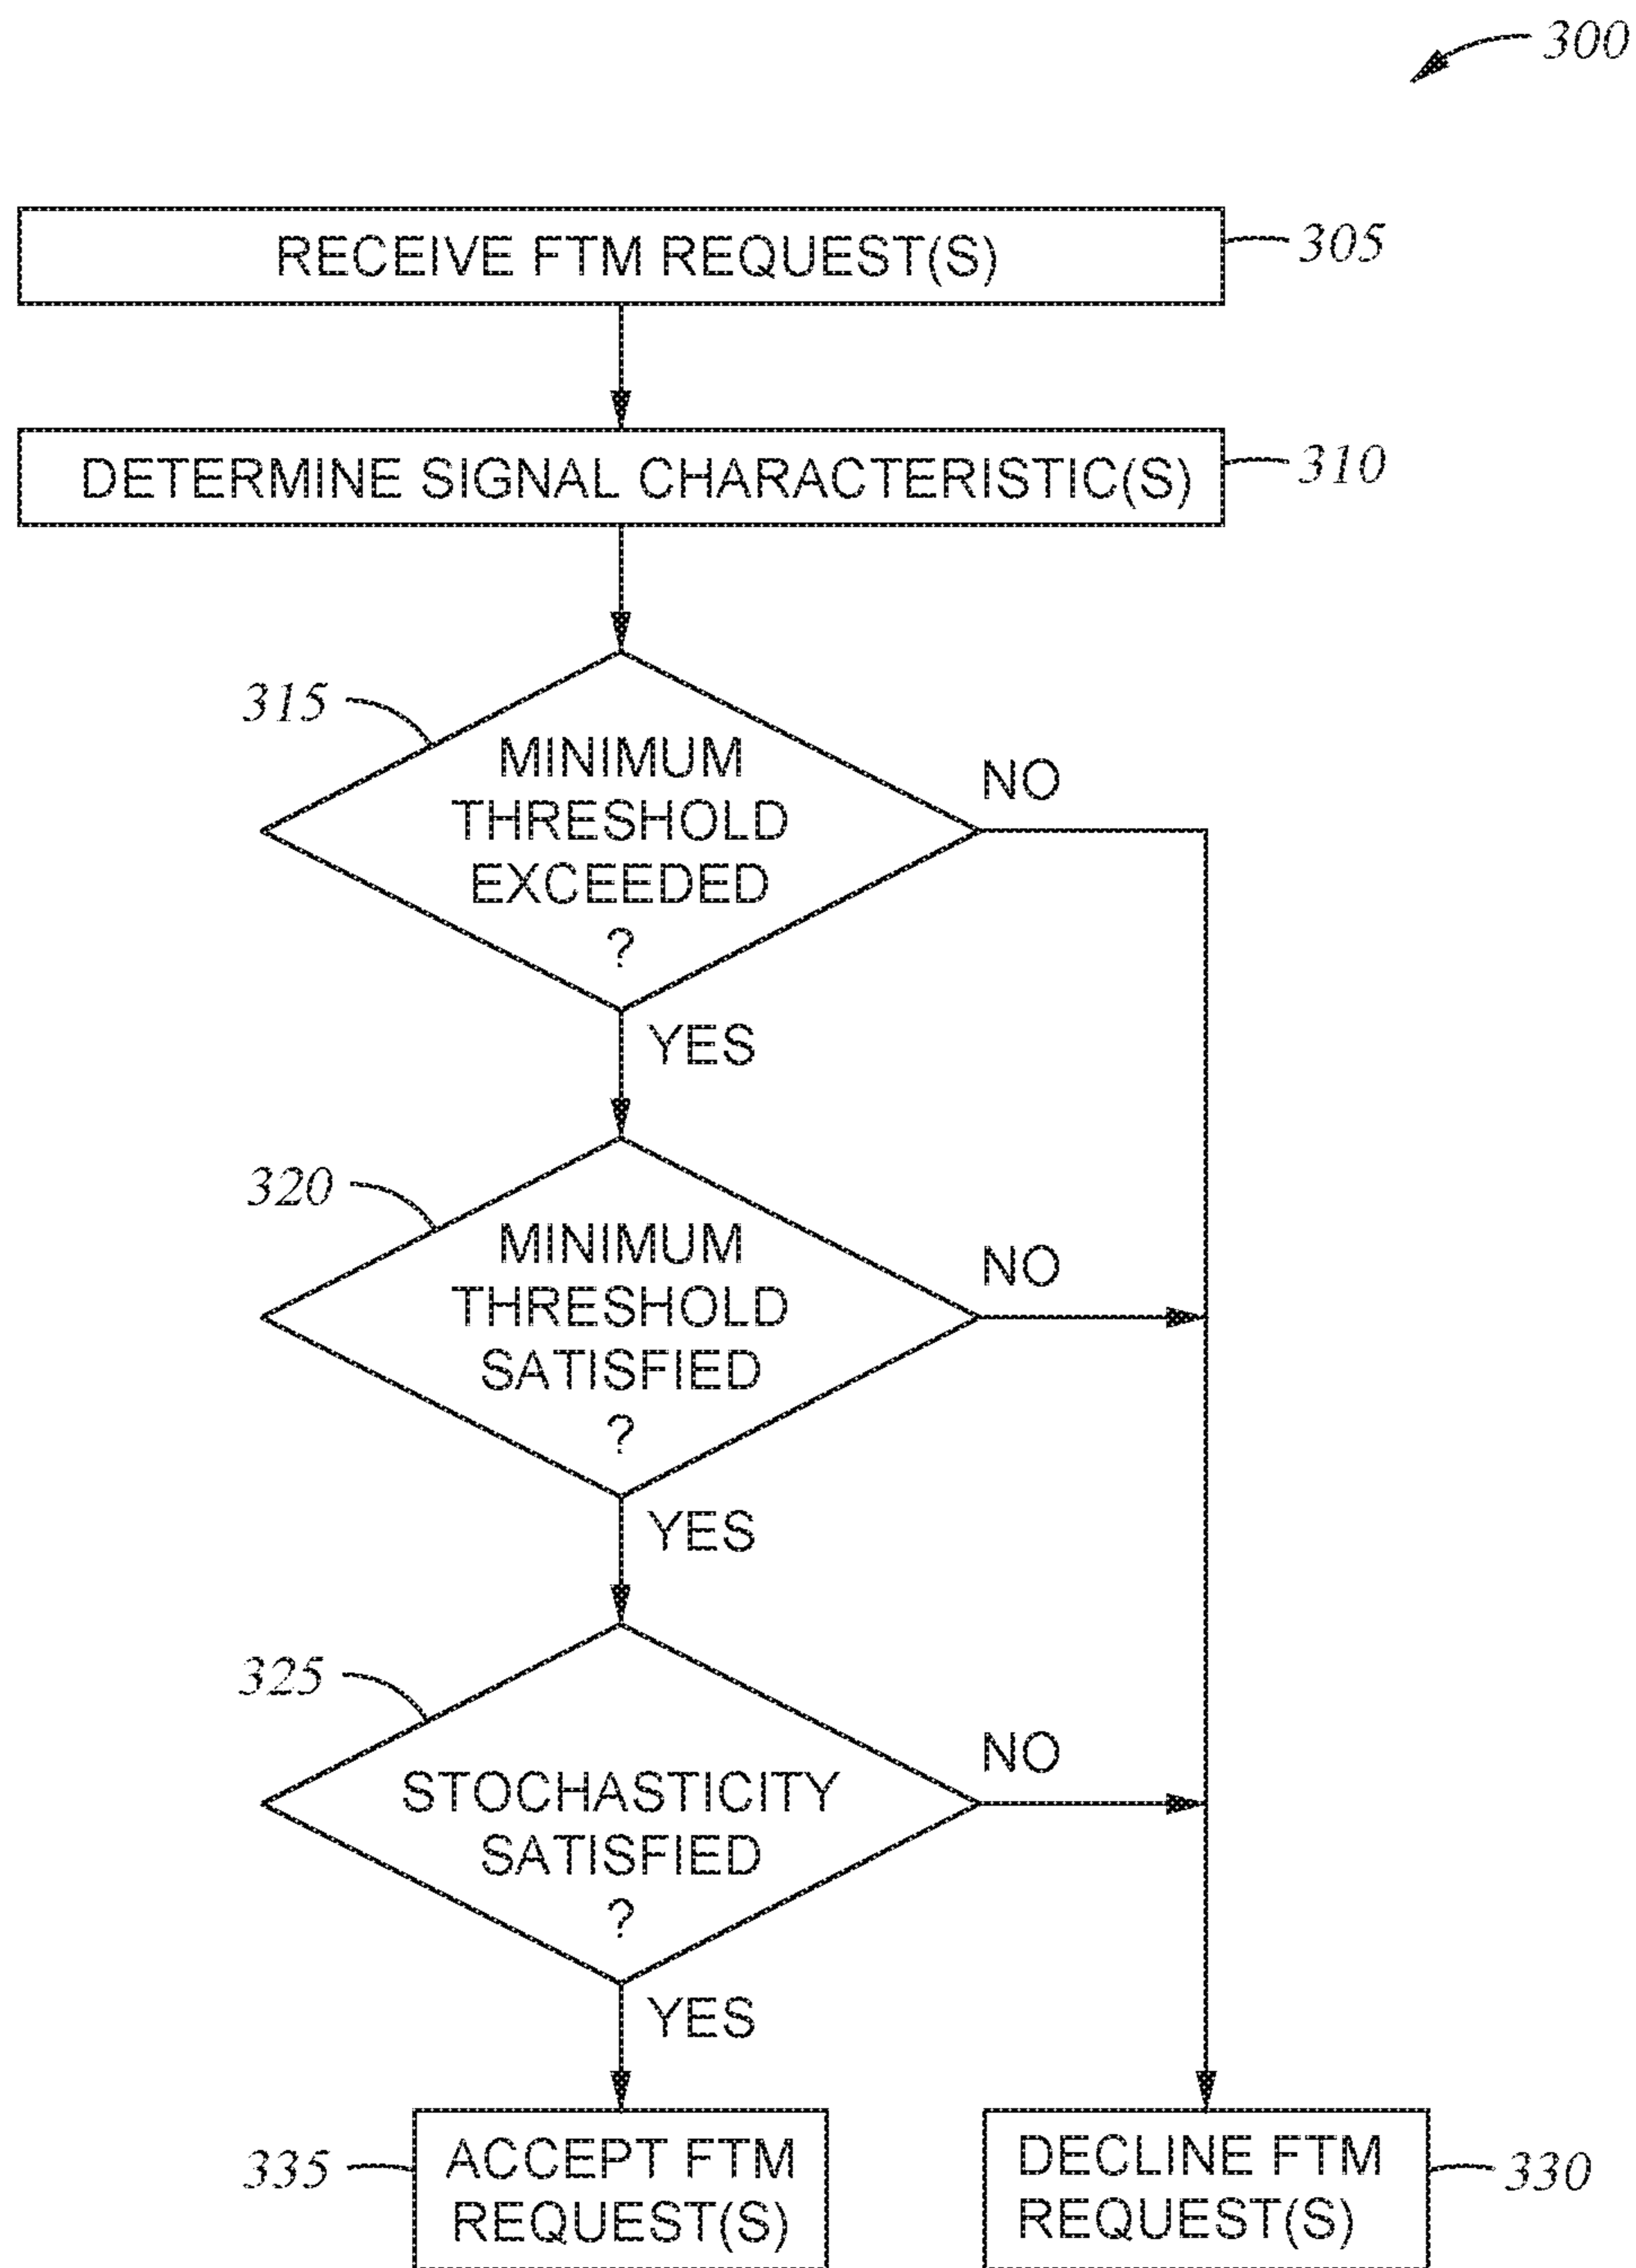 300
RECEIVE FTM REQUEST(S)
305
DETERMINE SIGNAL CHARACTERISTIC(S)
310
315
MINIMUM
THRESHOLD
EXCEEDED
?
NO
YES
320
MINIMUM
THRESHOLD
SATISFIED
?
NO
YES
325
STOCHASTICITY
SATISFIED
?
NO
YES
335
ACCEPT FTM
REQUEST(S)
DECLINE FTM
REQUEST(S)
330